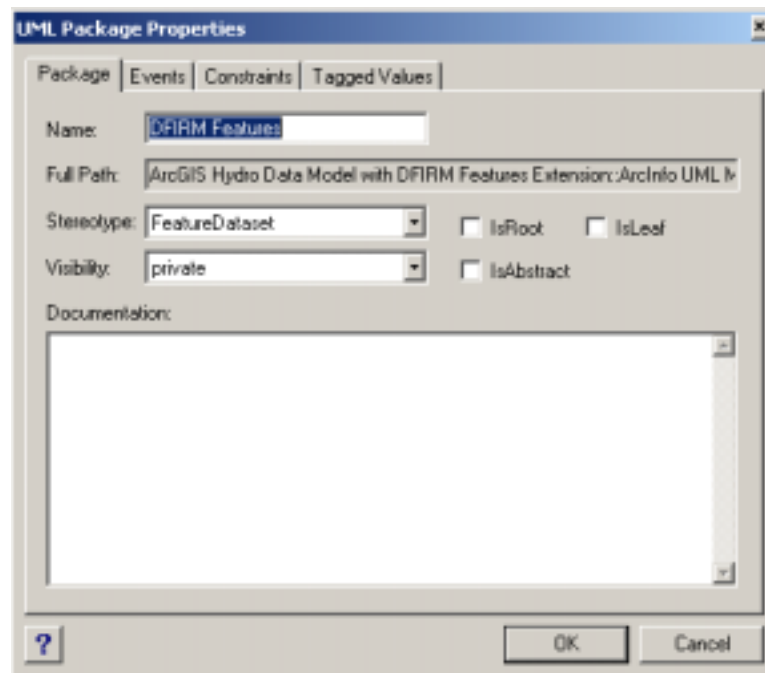 UML Package Properties
Package Events Constraints Tagged Values
Name: DFIRM Features
Full Path: ArcGIS Hydro Data Model with DFIRM Features Extension::ArcInfo UML M
Stereotype: FeatureDataset IsRoot IsLeaf
Visibility: private IsAbstract
Documentation:
? OK Cancel